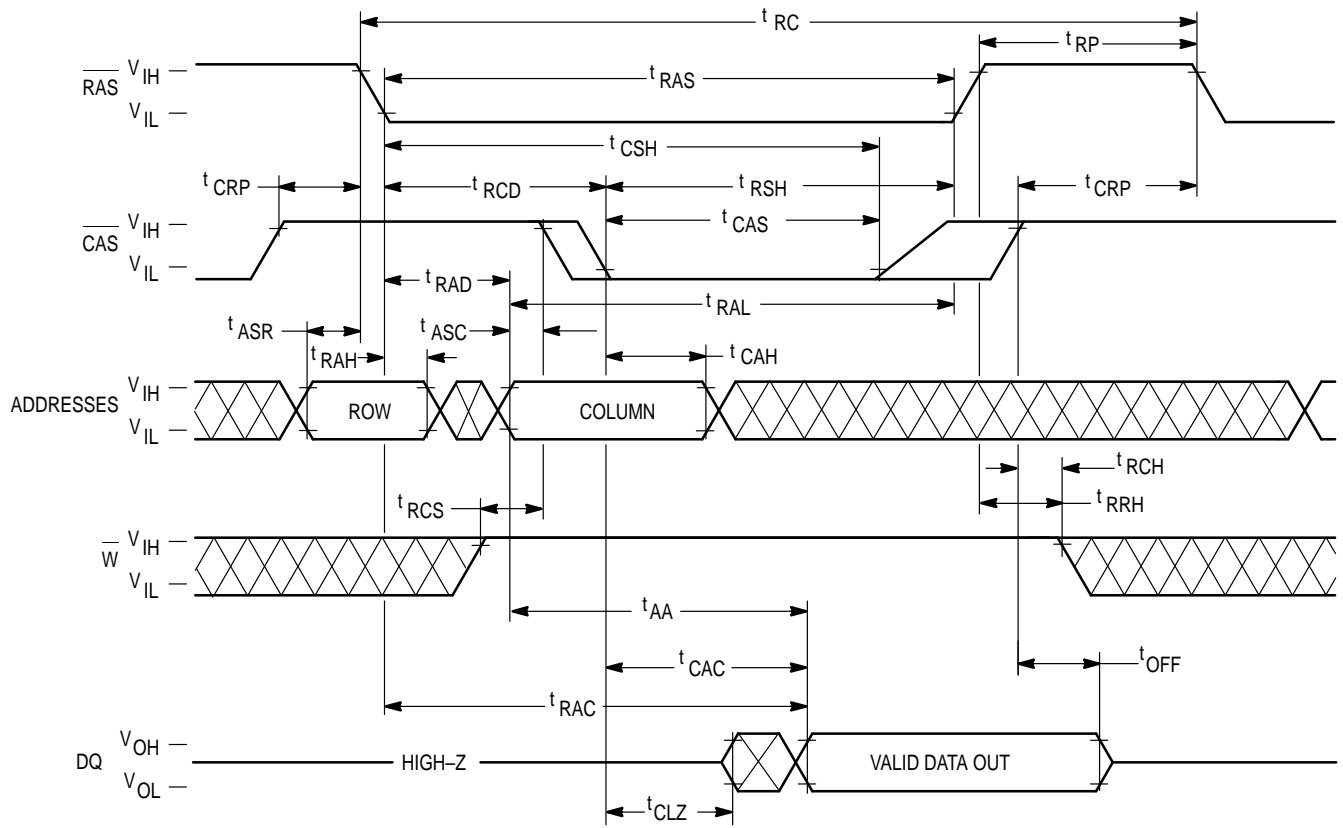 t RC
t RP
RAS V IH
t RAS
V IL
t CSH
t CRP
t RCD
t RSH
t CRP
CAS V IH
t CAS
V IL
t RAD
t RAL
t ASR
t ASC
t RAH
t CAH
V IH
ADDRESSES
ROW
COLUMN
V IL
t RCH
t RCS
t RRH
W V IH
V IL
t AA
t CAC
t OFF
t RAC
V OH
DQ
HIGH–Z
VALID DATA OUT
V OL
t CLZ